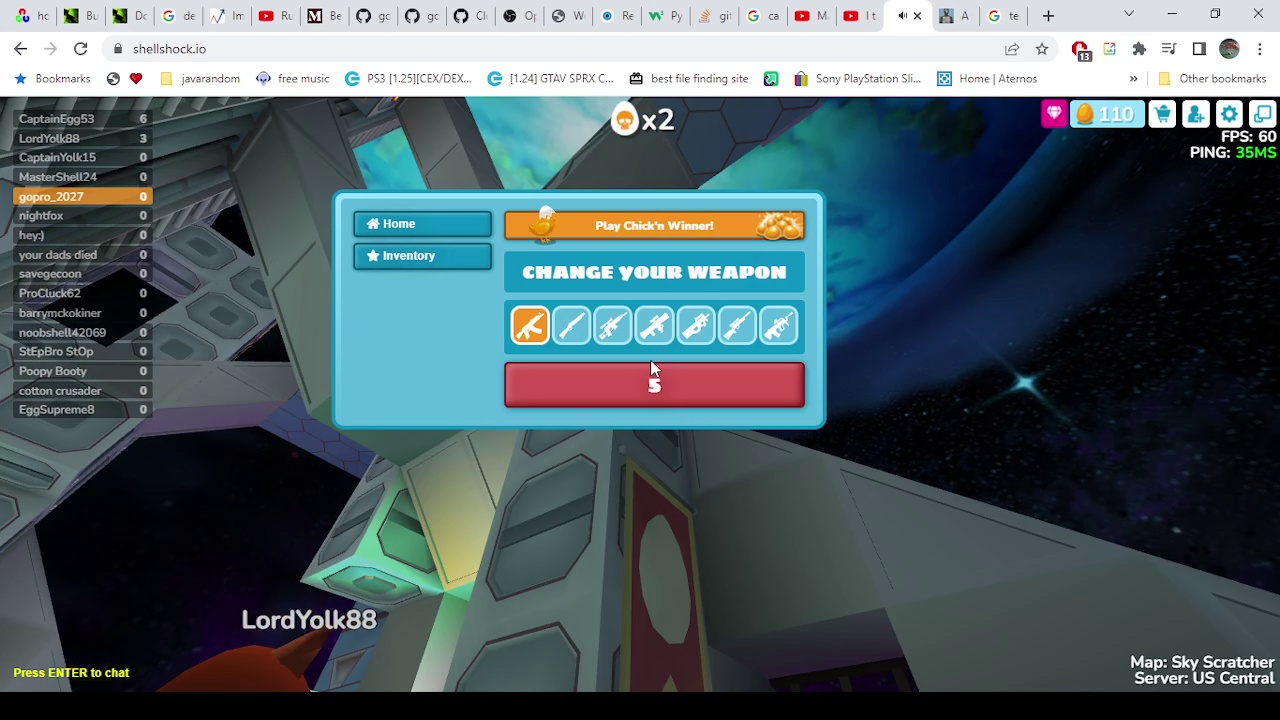 hc
Bu
Dc
de
Im
Ru
Be
gc
gc
Cli
Op
W
Re
Py
git
ca
M
I t
A
te
shellshock.io
13
Bookmarks
javarandom
free music
PS3 [1.25][CEX/DEX...
[1.24] GTAV SPRX C...
best file finding site
Sony PlayStation Sli...
Home | Aternos
»
Other bookmarks
CaptainEgg53 6
LordYolk88 3
CaptainYolk15 0
MasterShell24 0
gopro_2027 0
nightfox 0
hey:) 0
your dads died 0
savegecoon 0
ProCluck62 0
barrymckokiner 0
noobshell42069 0
StEpBro StOp 0
Poopy Booty 0
cotton crusader 0
EggSupreme8 0
x2
110
FPS: 60
PING: 35MS
Home
Inventory
Play Chick'n Winner!
CHANGE YOUR WEAPON
5
LordYolk88
Press ENTER to chat
Map: Sky Scratcher
Server: US Central